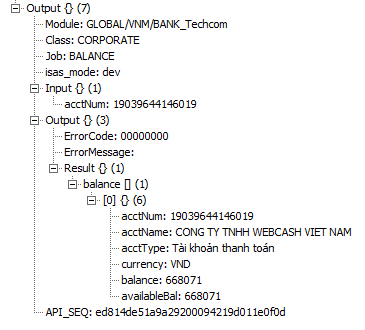 Output {} (7)
Module: GLOBAL/VNM/BANK_Techcom
Class: CORPORATE
Job: BALANCE
isas_mode: dev
Input {} (1)
acctNum: 19039644146019
Output {} (3)
ErrorCode: 00000000
ErrorMessage:
Result {} (1)
balance [] (1)
[0] {} (6)
acctNum: 19039644146019
acctName: CONG TY TNHH WEBCASH VIET NAM
acctType: Tài khoản thanh toán
currency: VND
balance: 668071
availableBal: 668071
API_SEQ: ed814de51a9a29200094219d011e0f0d